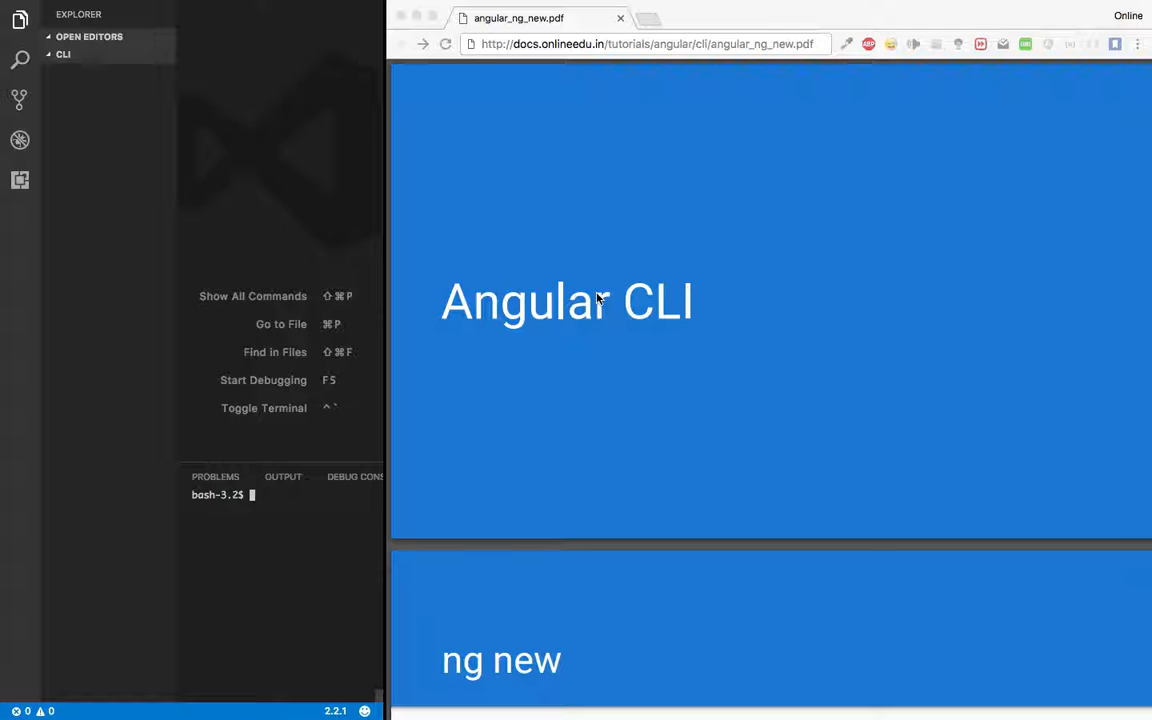 EXPLORER
OPEN EDITORS
CLI
Show All Commands ⇧⌘P
Go to File ⌘P
Find in Files ⇧⌘F
Start Debugging F5
Toggle Terminal ^`
PROBLEMS OUTPUT DEBUG CONS
bash-3.2$
0 0 2.2.1
angular_ng_new.pdf
Online
http://docs.onlineedu.in/tutorials/angular/cli/angular_ng_new.pdf
ABP
Angular CLI
ng new